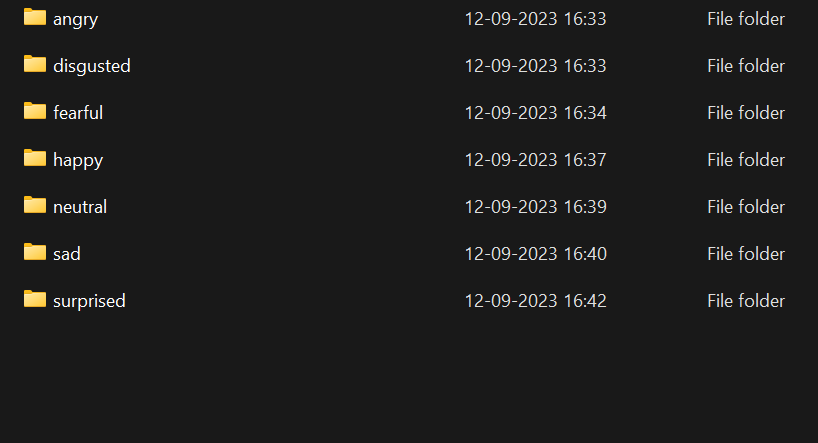 angry 12-09-2023 16:33 File folder
disgusted 12-09-2023 16:33 File folder
fearful 12-09-2023 16:34 File folder
happy 12-09-2023 16:37 File folder
neutral 12-09-2023 16:39 File folder
sad 12-09-2023 16:40 File folder
surprised 12-09-2023 16:42 File folder